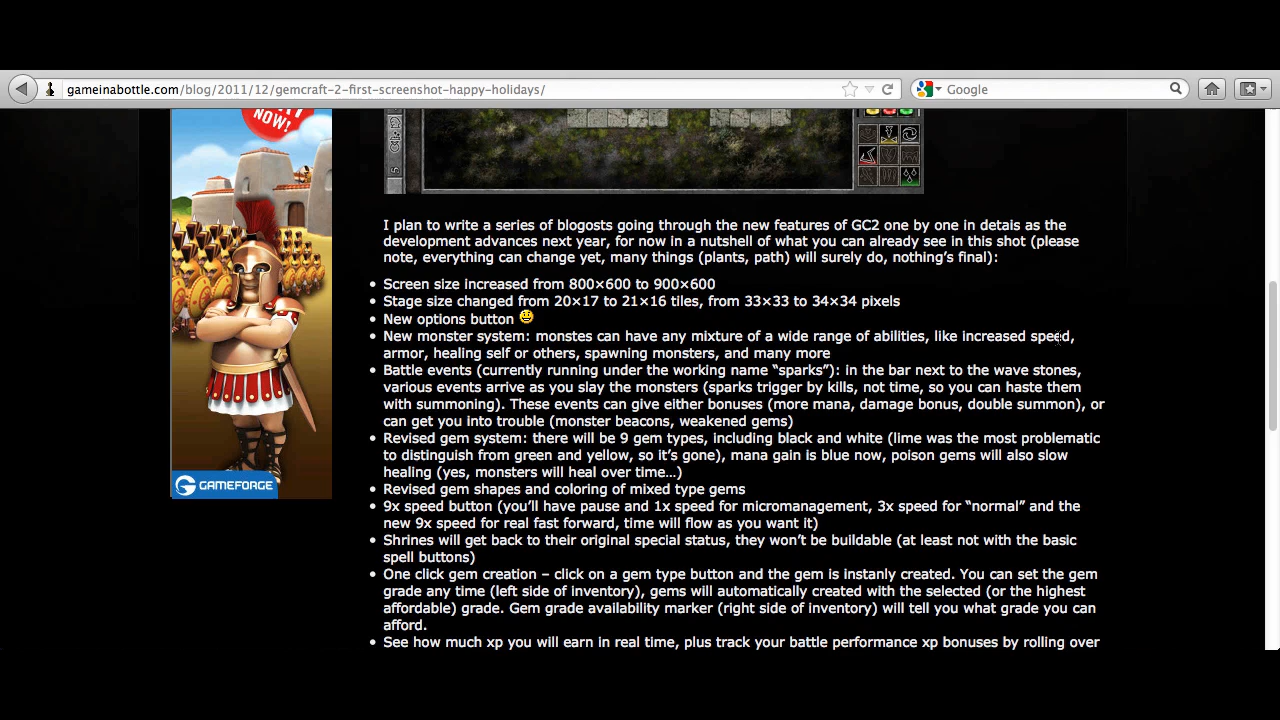 gameinabottle.com/blog/2011/12/gemcraft-2-first-screenshot-happy-holidays/
Google
NOW!
5
I plan to write a series of blogosts going through the new features of GC2 one by one in detais as the
development advances next year, for now in a nutshell of what you can already see in this shot (please
note, everything can change yet, many things (plants, path) will surely do, nothing's final):
• Screen size increased from 800×600 to 900×600
• Stage size changed from 20×17 to 21×16 tiles, from 33×33 to 34×34 pixels
• New options button
• New monster system: monstes can have any mixture of a wide range of abilities, like increased speed,
armor, healing self or others, spawning monsters, and many more
• Battle events (currently running under the working name “sparks”): in the bar next to the wave stones,
various events arrive as you slay the monsters (sparks trigger by kills, not time, so you can haste them
with summoning). These events can give either bonuses (more mana, damage bonus, double summon), or
can get you into trouble (monster beacons, weakened gems)
• Revised gem system: there will be 9 gem types, including black and white (lime was the most problematic
to distinguish from green and yellow, so it's gone), mana gain is blue now, poison gems will also slow
healing (yes, monsters will heal over time…)
• Revised gem shapes and coloring of mixed type gems
• 9x speed button (you'll have pause and 1x speed for micromanagement, 3x speed for “normal” and the
new 9x speed for real fast forward, time will flow as you want it)
• Shrines will get back to their original special status, they won't be buildable (at least not with the basic
spell buttons)
• One click gem creation – click on a gem type button and the gem is instanly created. You can set the gem
grade any time (left side of inventory), gems will automatically created with the selected (or the highest
affordable) grade. Gem grade availability marker (right side of inventory) will tell you what grade you can
afford.
• See how much xp you will earn in real time, plus track your battle performance xp bonuses by rolling over
GAMEFORGE